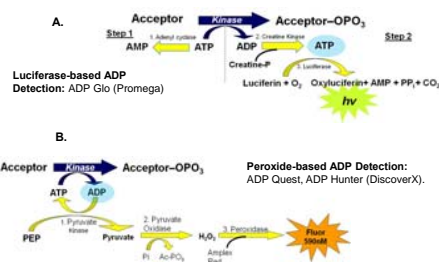 A.
Acceptor Kinase Acceptor–OPO3
Step 1 1. Adenyl cyclase 2. Creatine Kinase Step 2
AMP ATP ADP ATP
Creatine-P 3. Luciferase
Luciferase-based ADP
Detection: ADP Glo (Promega)
Luciferin + O2 Oxyluciferin + AMP + PPi + CO2
hν
B.
Acceptor Kinase Acceptor–OPO3
Peroxide-based ADP Detection:
ADP Quest, ADP Hunter (DiscoverX).
ATP ADP
1. Pyruvate
Kinase
2. Pyruvate
Oxidase
3. Peroxidase
PEP Pyruvate H2O2
Fluor
590nM
Pi Ac-PO4
Amplex
Red